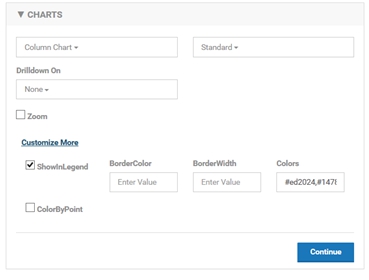 ▼ CHARTS
Column Chart Standard
Drilldown On
None
Zoom
Customize More
ShowInLegend BorderColor BorderWidth Colors
Enter Value Enter Value #ed2024,#147
ColorByPoint
Continue